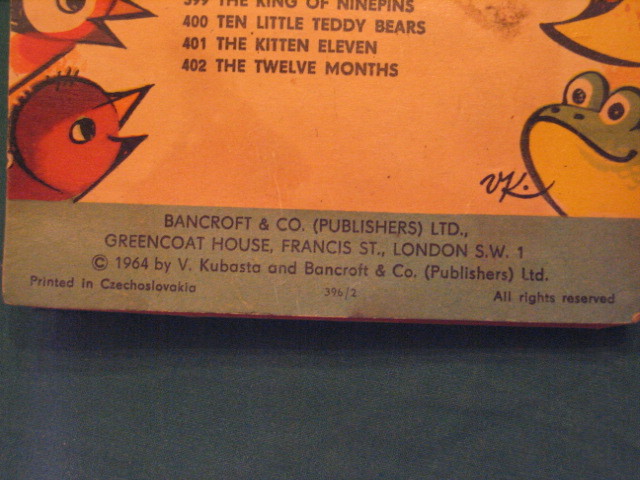 399 THE KING OF NINEPINS
400 TEN LITTLE TEDDY BEARS
401 THE KITTEN ELEVEN
402 THE TWELVE MONTHS
VK.
BANCROFT & CO. (PUBLISHERS) LTD.,
GREENCOAT HOUSE, FRANCIS ST., LONDON S.W. 1
© 1964 by V. Kubasta and Bancroft & Co. (Publishers) Ltd.
Printed in Czechoslovakia 396/2 All rights reserved